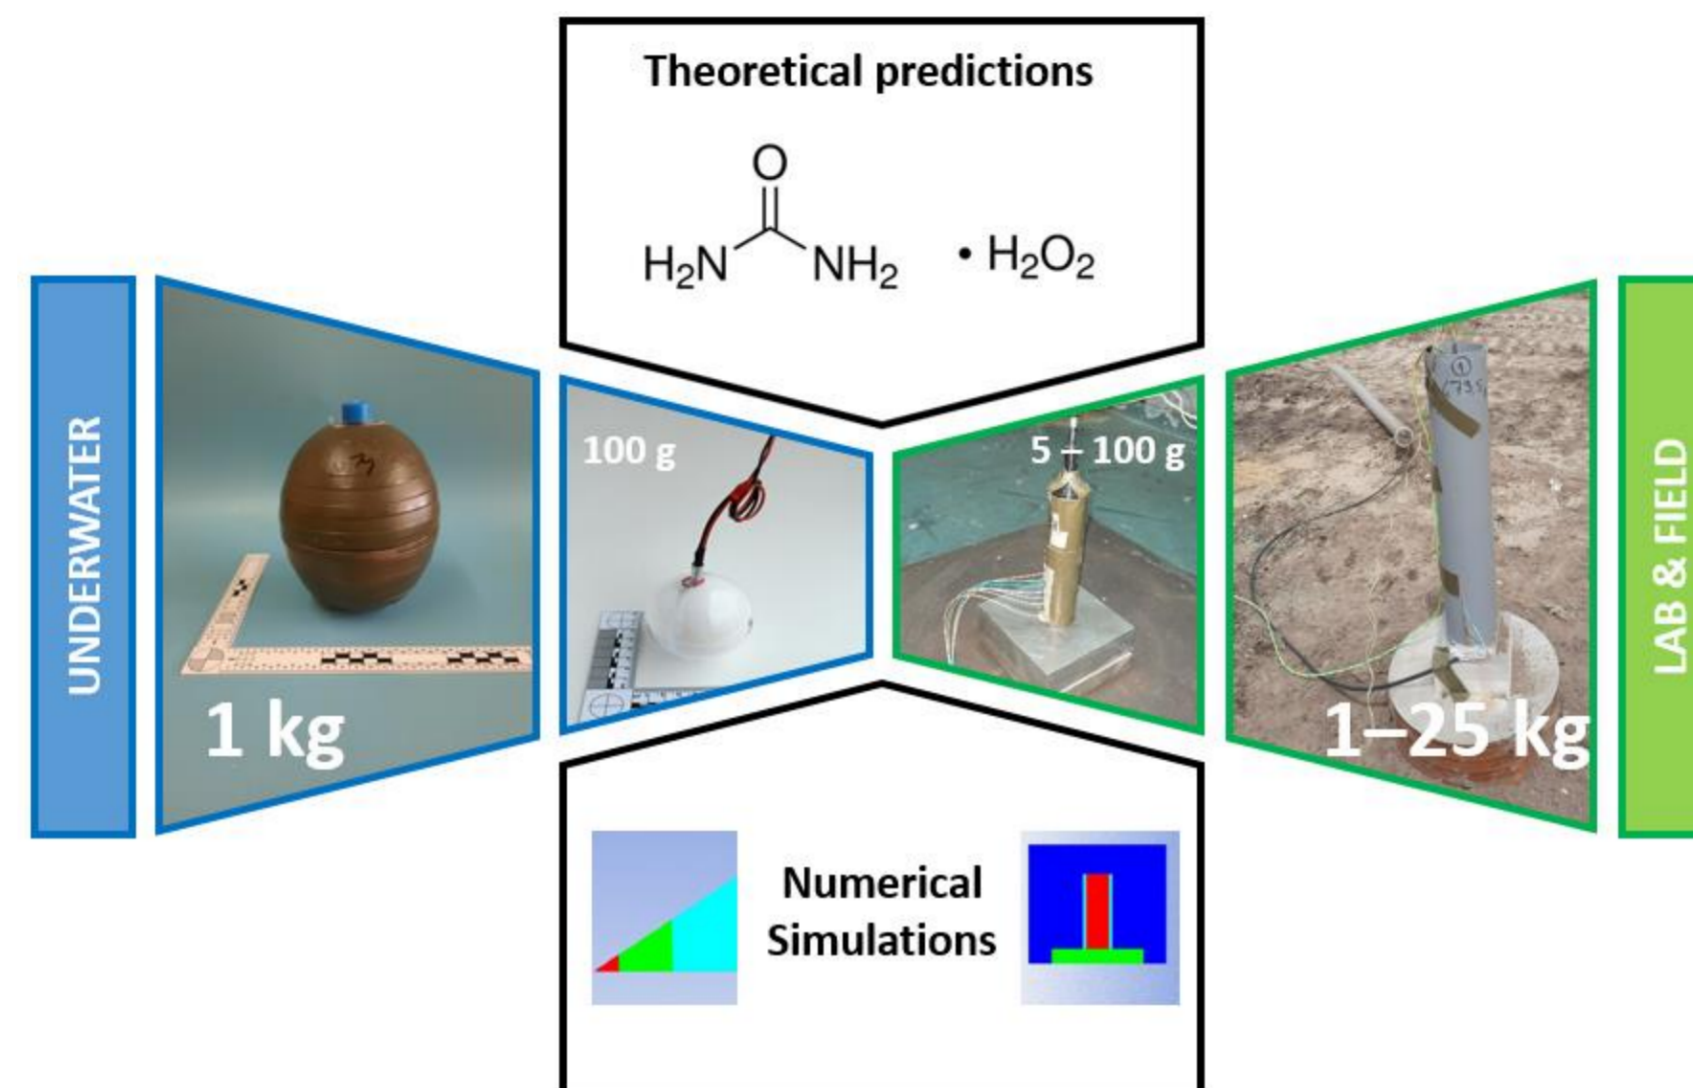 Theoretical predictions
O
H₂N
NH₂
• H₂O₂
UNDERWATER
1 kg
100 g
5 – 100 g
1–25 kg
LAB & FIELD
Numerical
Simulations